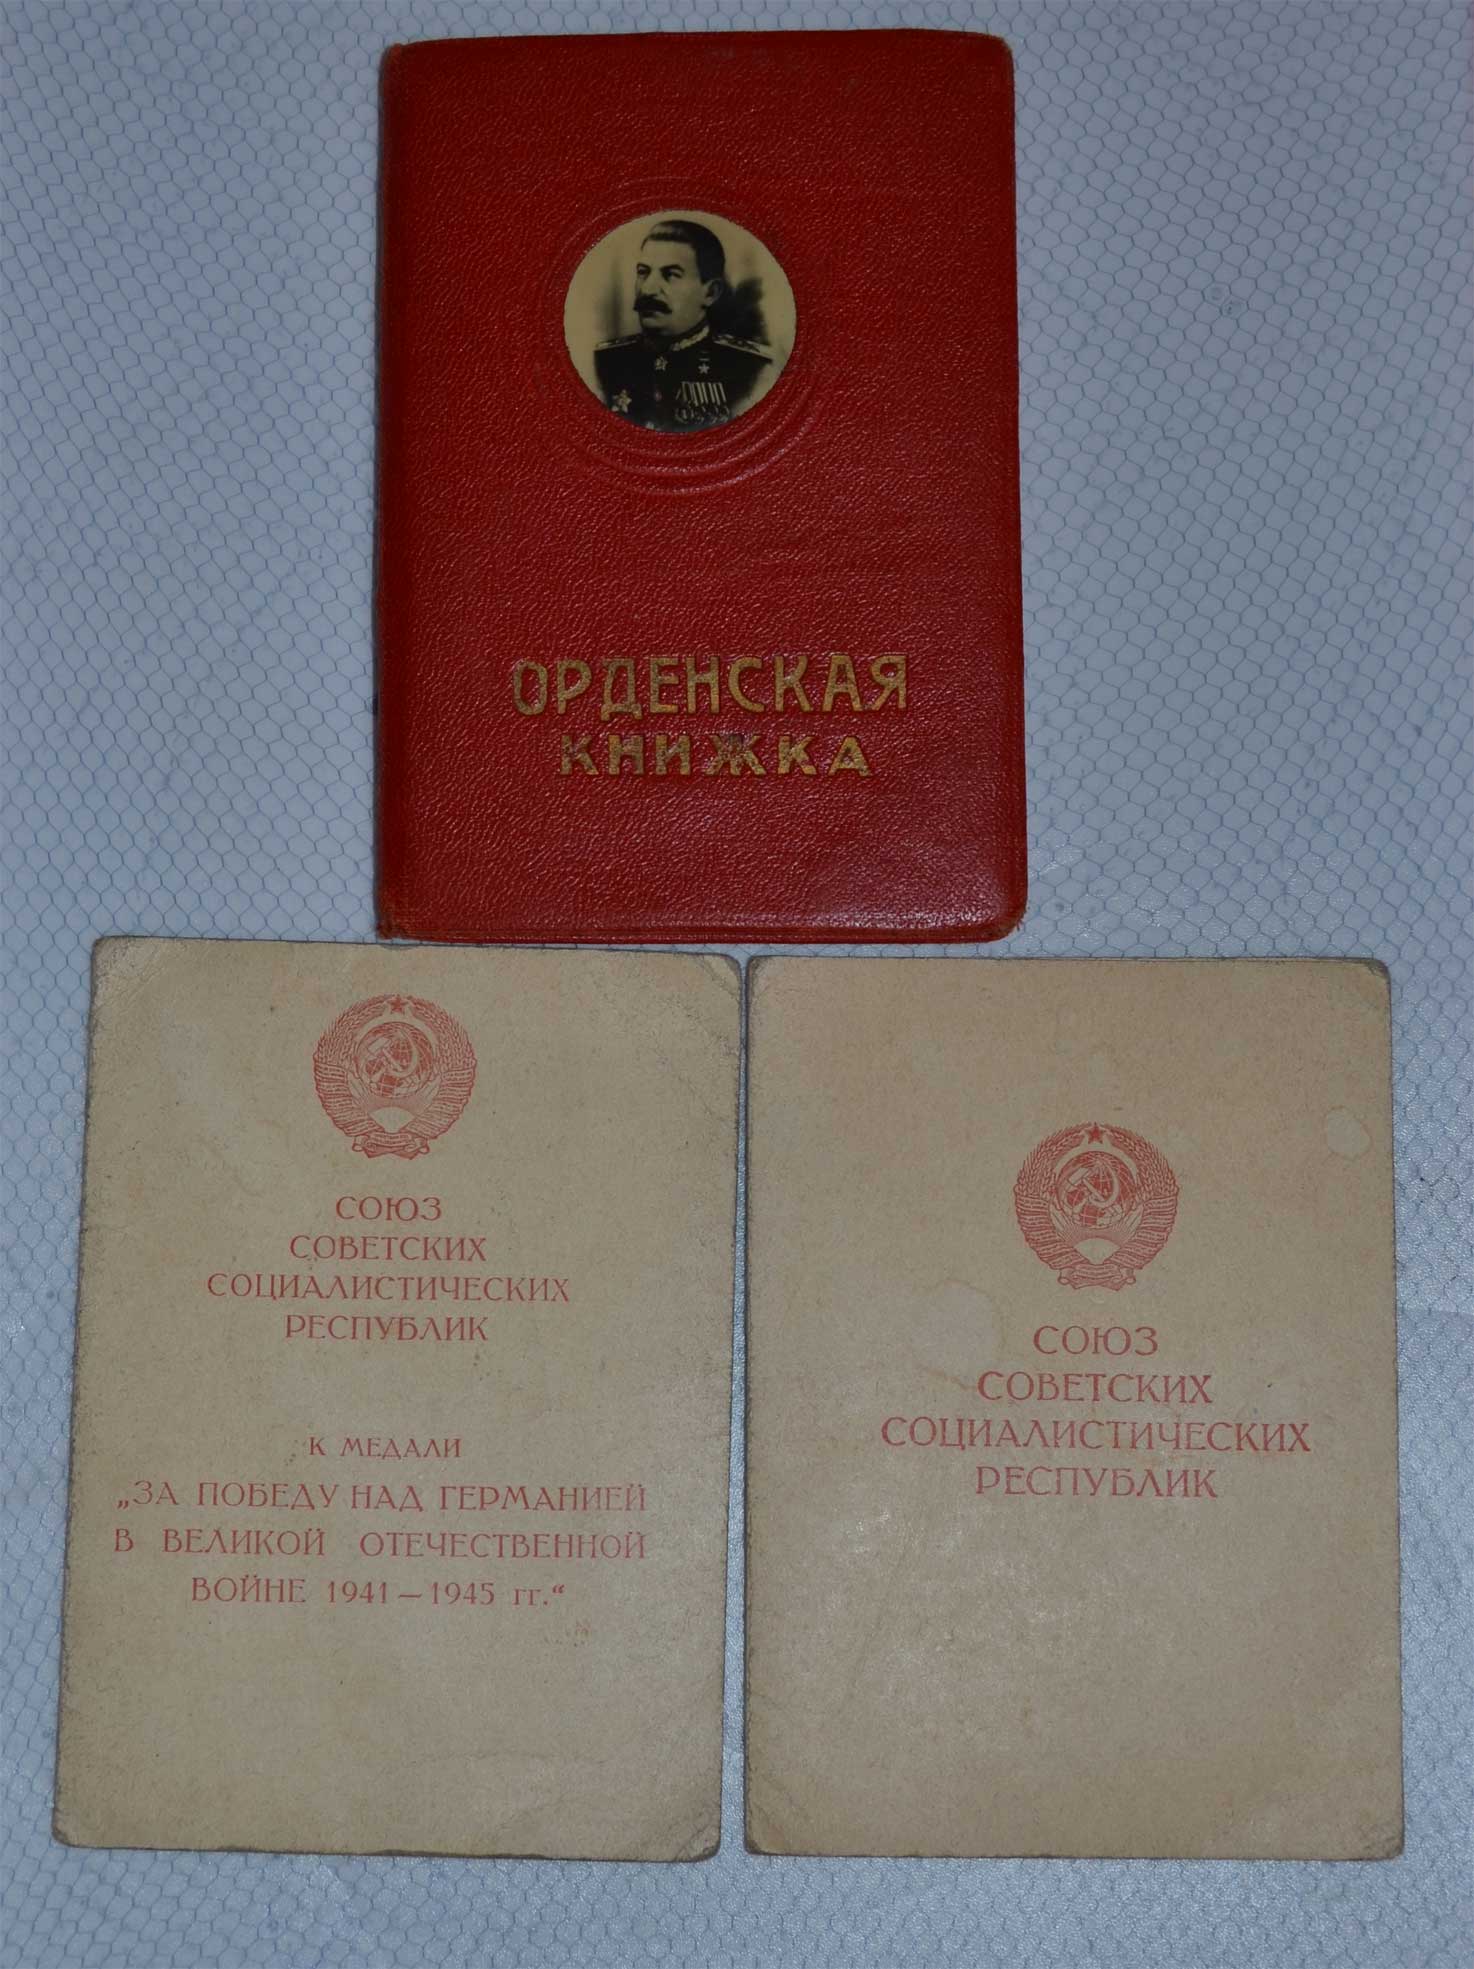 ОРДЕНСКАЯ
КНИЖКА
СОЮЗ
СОВЕТСКИХ
СОЦИАЛИСТИЧЕСКИХ
РЕСПУБЛИК
К МЕДАЛИ
„ЗА ПОБЕДУ НАД ГЕРМАНИЕЙ
В ВЕЛИКОЙ ОТЕЧЕСТВЕННОЙ
ВОЙНЕ 1941 — 1945 гг.“
СОЮЗ
СОВЕТСКИХ
СОЦИАЛИСТИЧЕСКИХ
РЕСПУБЛИК